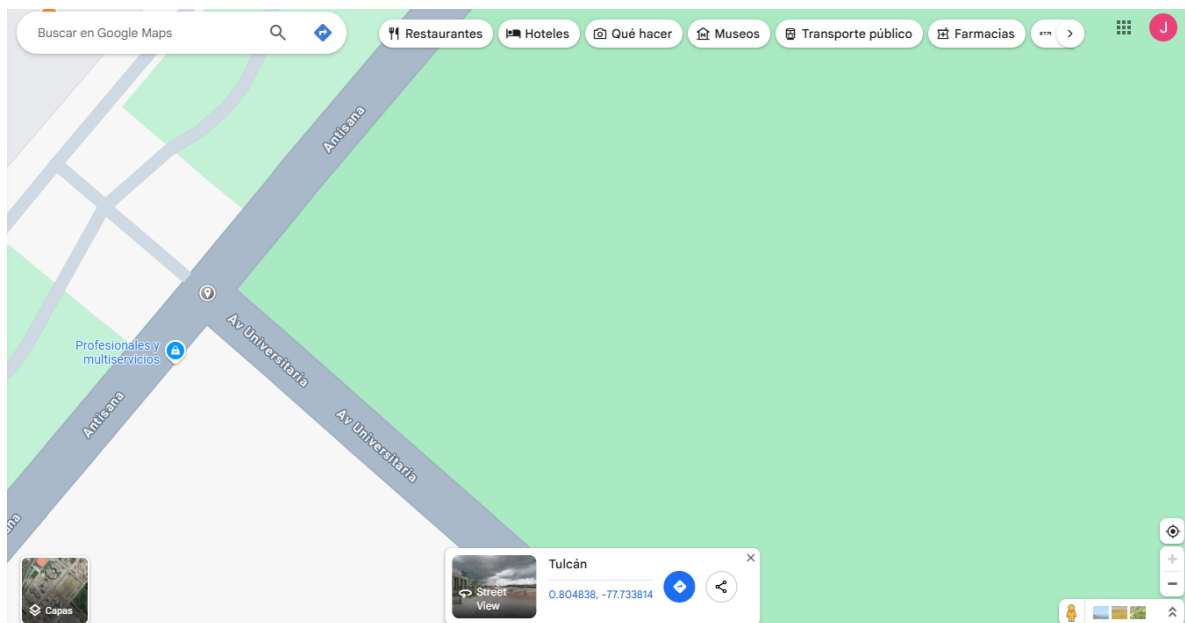 Buscar en Google Maps
Restaurantes
Hoteles
Qué hacer
Museos
Transporte público
Farmacias
ATM
J
Antisana
Av Universitaria
Profesionales y
multiservicios
Antisana
Av Universitaria
Capas
Street
View
Tulcán
0.804838, -77.733814